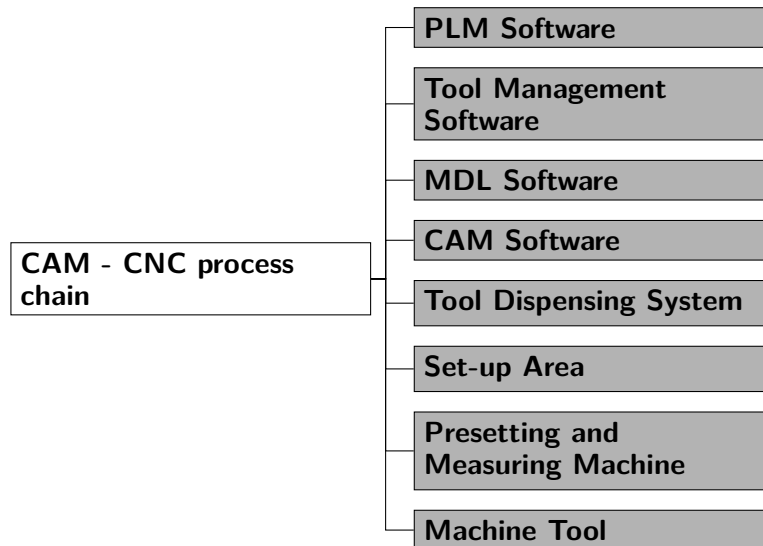 PLM Software
Tool Management
Software
MDL Software
CAM Software
CAM - CNC process
chain
Tool Dispensing System
Set-up Area
Presetting and
Measuring Machine
Machine Tool